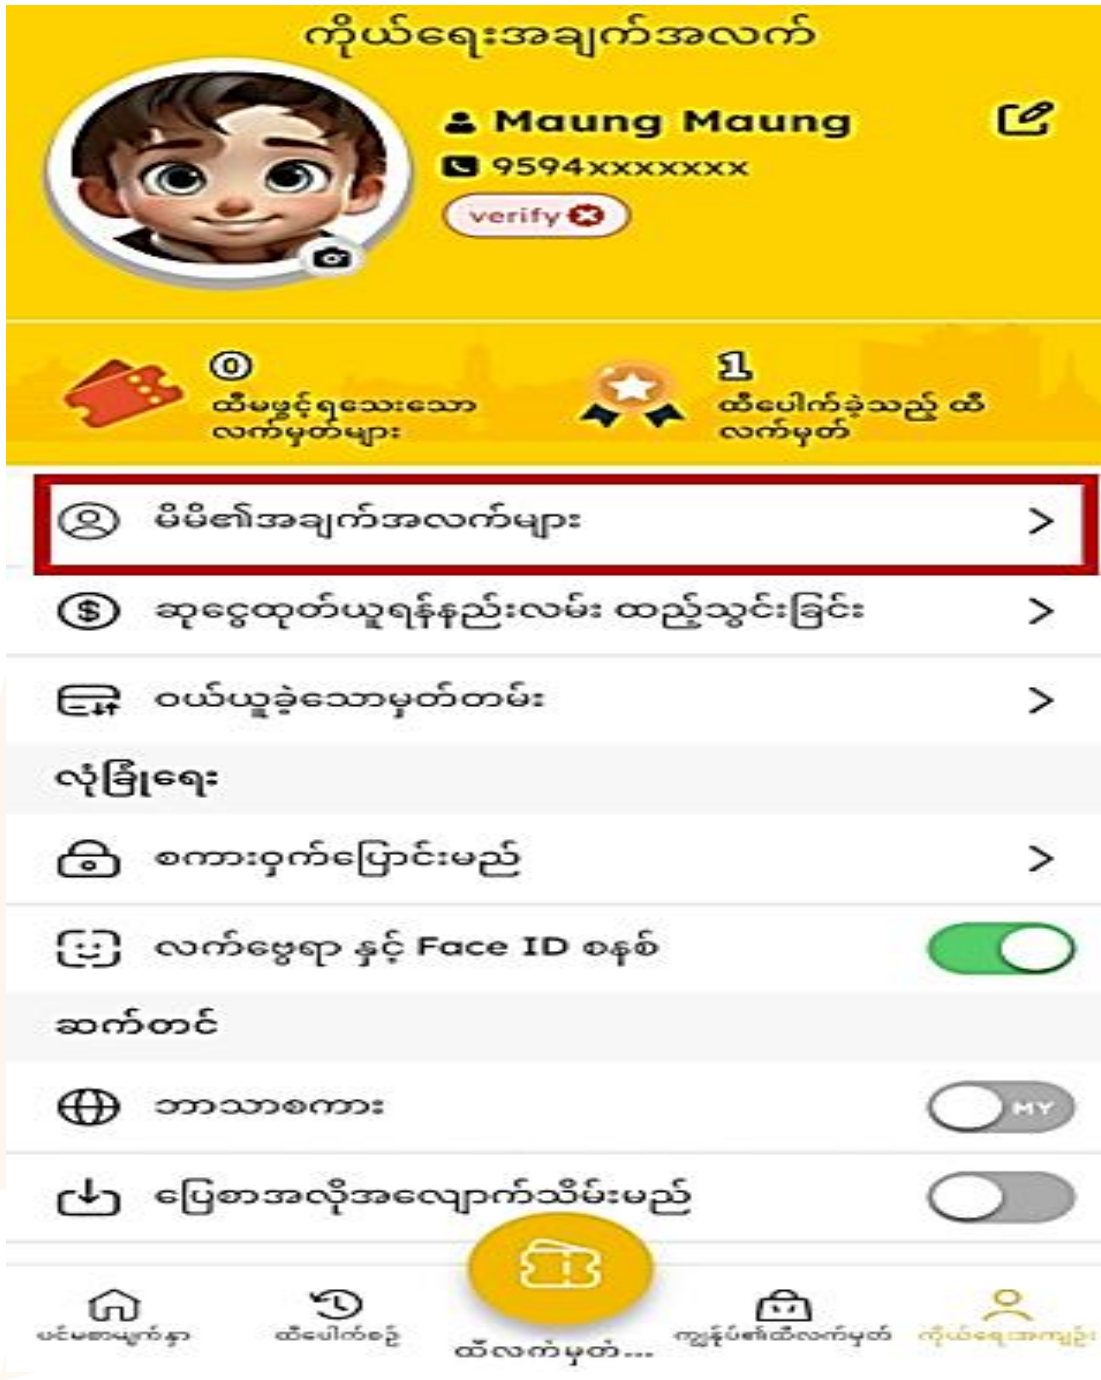 ကိုယ်ရေးအချက်အလက်
Maung Maung
9594xxxxxxx
verify
0
ထီမဖွင့်ရသေးသော
လက်မှတ်များ
1
ထီပေါက်ခဲ့သည့် ထီ
လက်မှတ်
မိမိ၏အချက်အလက်များ
ဆုငွေထုတ်ယူရန်နည်းလမ်း ထည့်သွင်းခြင်း
ဝယ်ယူခဲ့သောမှတ်တမ်း
လုံခြုံရေး
စကားဝှက်ပြောင်းမည်
လက်ဗွေရာ နှင့် Face ID စနစ်
ဆက်တင်
ဘာသာစကား
MY
ပြေစာအလိုအလျောက်သိမ်းမည်
ပင်မစာမျက်နှာ
ထီပေါက်စဉ်
ထီလက်မှတ်...
ကျွန်ုပ်၏ထီလက်မှတ်
ကိုယ်ရေးအကျဉ်း